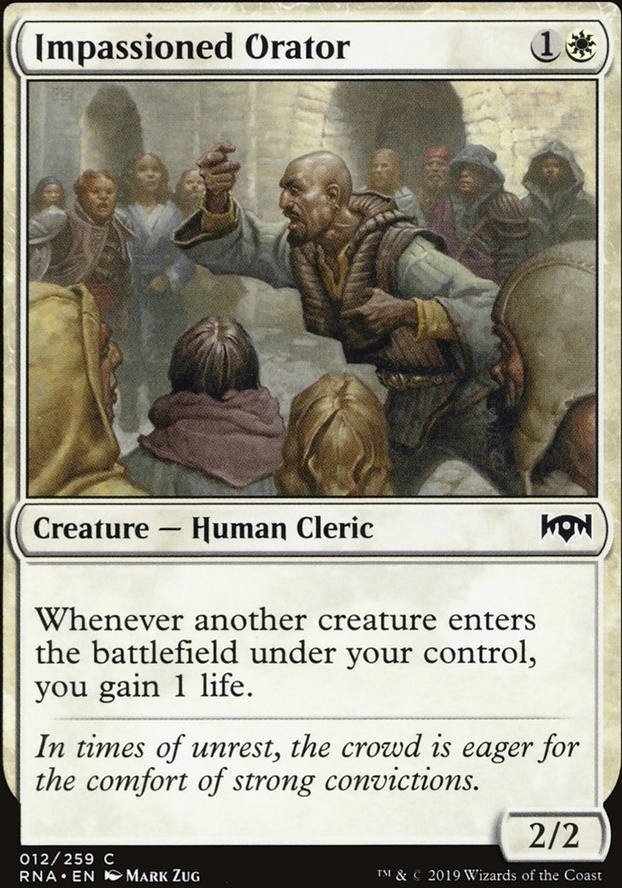 Impassioned Orator 1
Creature — Human Cleric
Whenever another creature enters
the battlefield under your control,
you gain 1 life.
In times of unrest, the crowd is eager for
the comfort of strong convictions.
2/2
012/259 C
RNA • EN Mark Zug
™ & © 2019 Wizards of the Coast